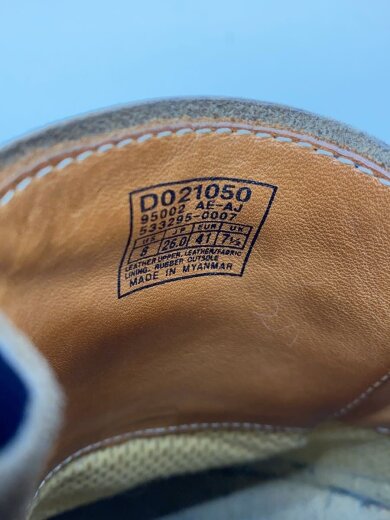 D021050
95002 AE-AJ
533295-0007
US JP EUR UK
8 26.0 41 7½
LEATHER UPPER, LEATHER/FABRIC
LINING, RUBBER OUTSOLE
MADE IN MYANMAR